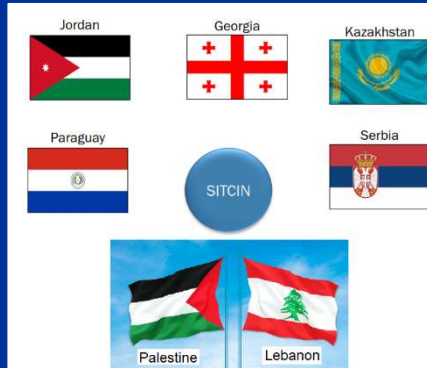 Jordan
Georgia
Kazakhstan
Paraguay
Serbia
SITCIN
Palestine
Lebanon